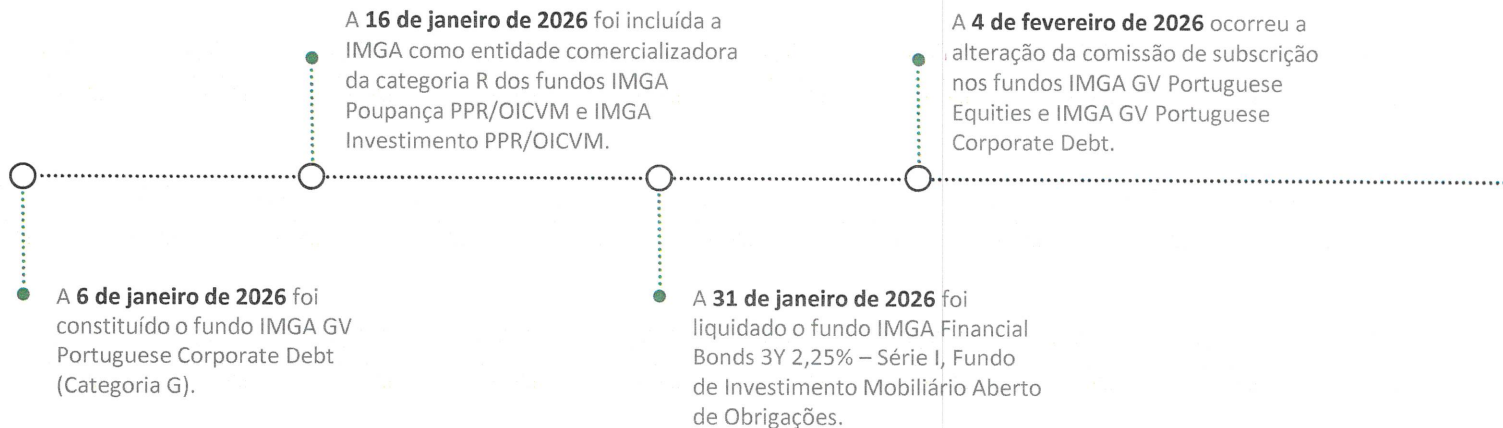 A 16 de janeiro de 2026 foi incluída a
IMGA como entidade comercializadora
da categoria R dos fundos IMGA
Poupança PPR/OICVM e IMGA
Investimento PPR/OICVM.
A 4 de fevereiro de 2026 ocorreu a
alteração da comissão de subscrição
nos fundos IMGA GV Portuguese
Equities e IMGA GV Portuguese
Corporate Debt.
A 6 de janeiro de 2026 foi
constituído o fundo IMGA GV
Portuguese Corporate Debt
(Categoria G).
A 31 de janeiro de 2026 foi
liquidado o fundo IMGA Financial
Bonds 3Y 2,25% – Série I, Fundo
de Investimento Mobiliário Aberto
de Obrigações.